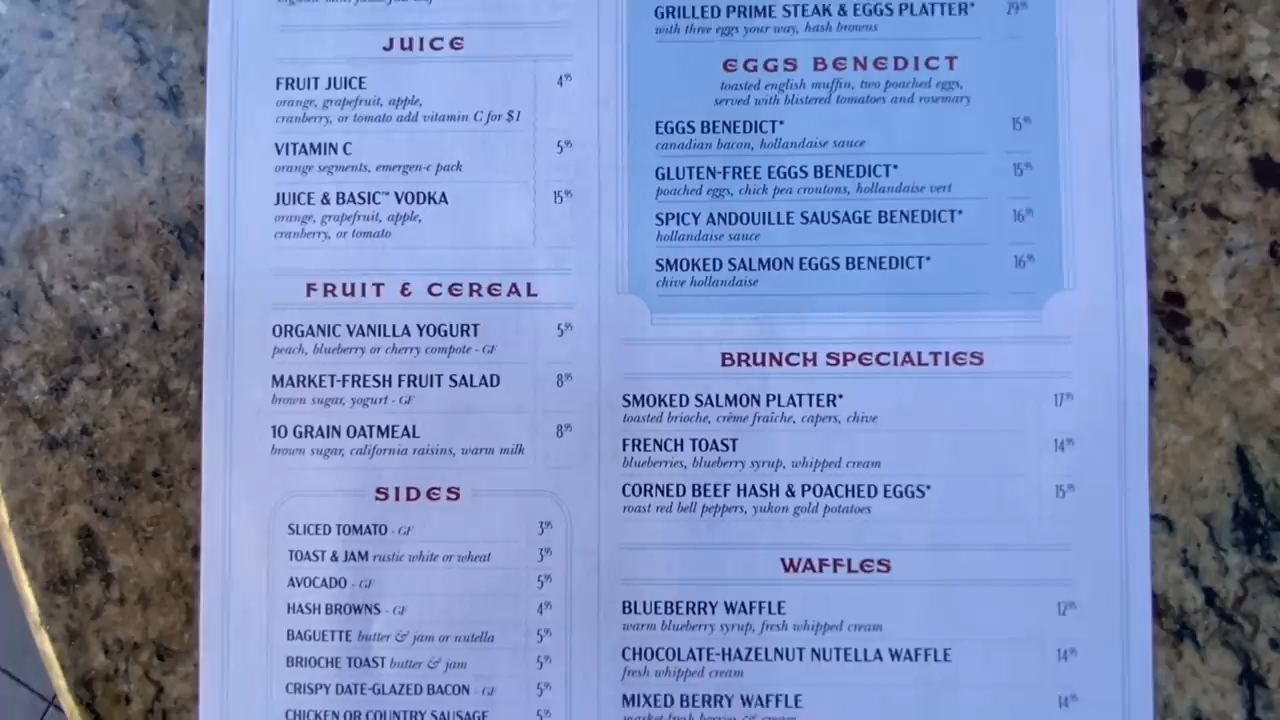 JUICE
FRUIT JUICE 4.95
orange, grapefruit, apple,
cranberry, or tomato add vitamin C for $1
VITAMIN C 5.95
orange segments, emergen-c pack
JUICE & BASIC™ VODKA 15.95
orange, grapefruit, apple,
cranberry, or tomato
FRUIT & CEREAL
ORGANIC VANILLA YOGURT 5.95
peach, blueberry or cherry compote - GF
MARKET-FRESH FRUIT SALAD 8.95
brown sugar, yogurt - GF
10 GRAIN OATMEAL 8.95
brown sugar, california raisins, warm milk
SIDES
SLICED TOMATO - GF 3.95
TOAST & JAM rustic white or wheat 3.95
AVOCADO - GF 5.95
HASH BROWNS - GF 4.95
BAGUETTE butter & jam or nutella 5.95
BRIOCHE TOAST butter & jam 5.95
CRISPY DATE-GLAZED BACON - GF 5.95
CHICKEN OR COUNTRY SAUSAGE 5.95
GRILLED PRIME STEAK & EGGS PLATTER* 29.95
with three eggs your way, hash browns
EGGS BENEDICT
toasted english muffin, two poached eggs,
served with blistered tomatoes and rosemary
EGGS BENEDICT* 15.95
canadian bacon, hollandaise sauce
GLUTEN-FREE EGGS BENEDICT* 15.95
poached eggs, chick pea croutons, hollandaise vert
SPICY ANDOUILLE SAUSAGE BENEDICT* 16.95
hollandaise sauce
SMOKED SALMON EGGS BENEDICT* 16.95
chive hollandaise
BRUNCH SPECIALTIES
SMOKED SALMON PLATTER* 17.95
toasted brioche, crème fraîche, capers, chive
FRENCH TOAST 14.95
blueberries, blueberry syrup, whipped cream
CORNED BEEF HASH & POACHED EGGS* 15.95
roast red bell peppers, yukon gold potatoes
WAFFLES
BLUEBERRY WAFFLE 12.95
warm blueberry syrup, fresh whipped cream
CHOCOLATE-HAZELNUT NUTELLA WAFFLE 14.95
fresh whipped cream
MIXED BERRY WAFFLE 14.95